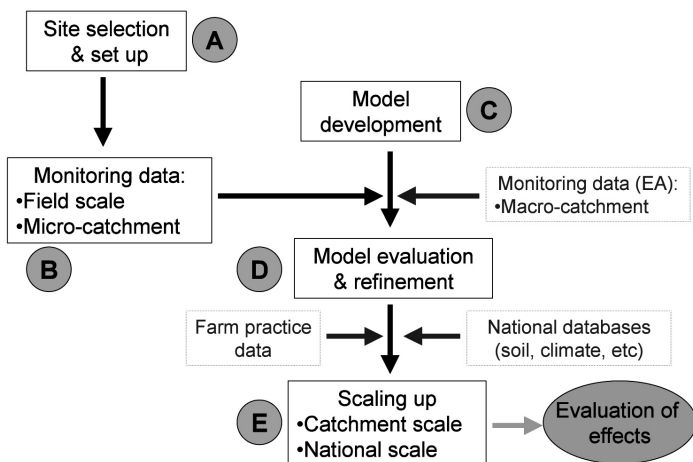 Site selection
& set up
A
Model
development
C
Monitoring data:
•Field scale
•Micro-catchment
B
Monitoring data (EA):
•Macro-catchment
D
Model evaluation
& refinement
Farm practice
data
National databases
(soil, climate, etc)
E
Scaling up
•Catchment scale
•National scale
Evaluation of
effects